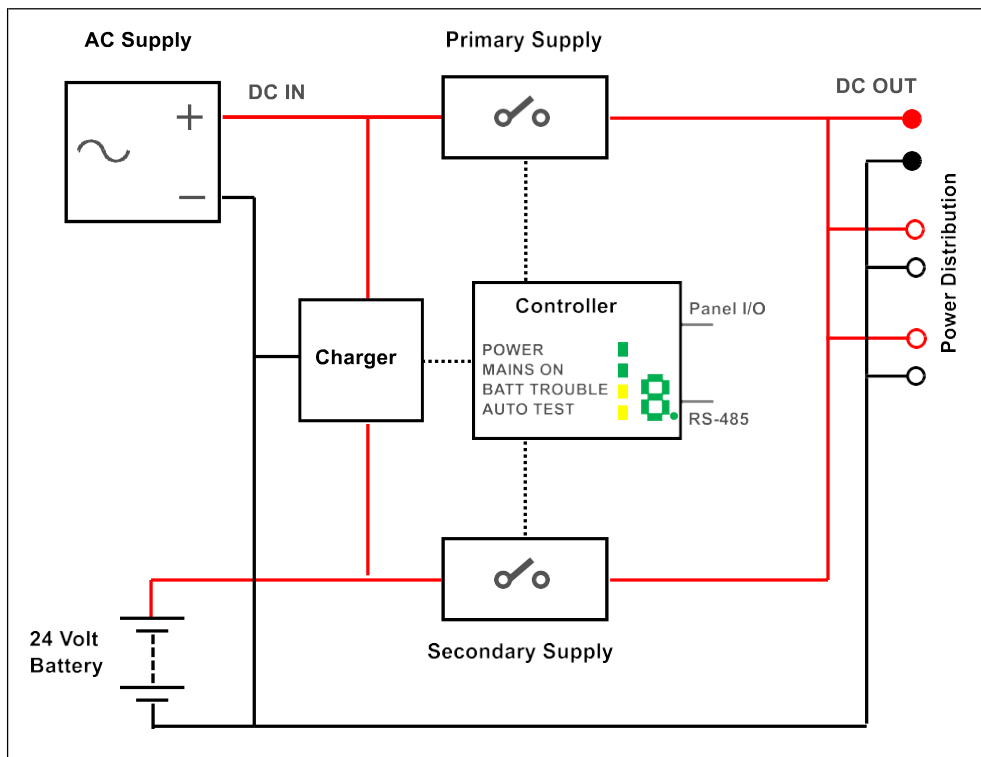 AC Supply
Primary Supply
DC IN
DC OUT
+
−
Power Distribution
Controller
Panel I/O
POWER
MAINS ON
BATT TROUBLE
AUTO TEST
8.
RS-485
Charger
24 Volt
Battery
Secondary Supply